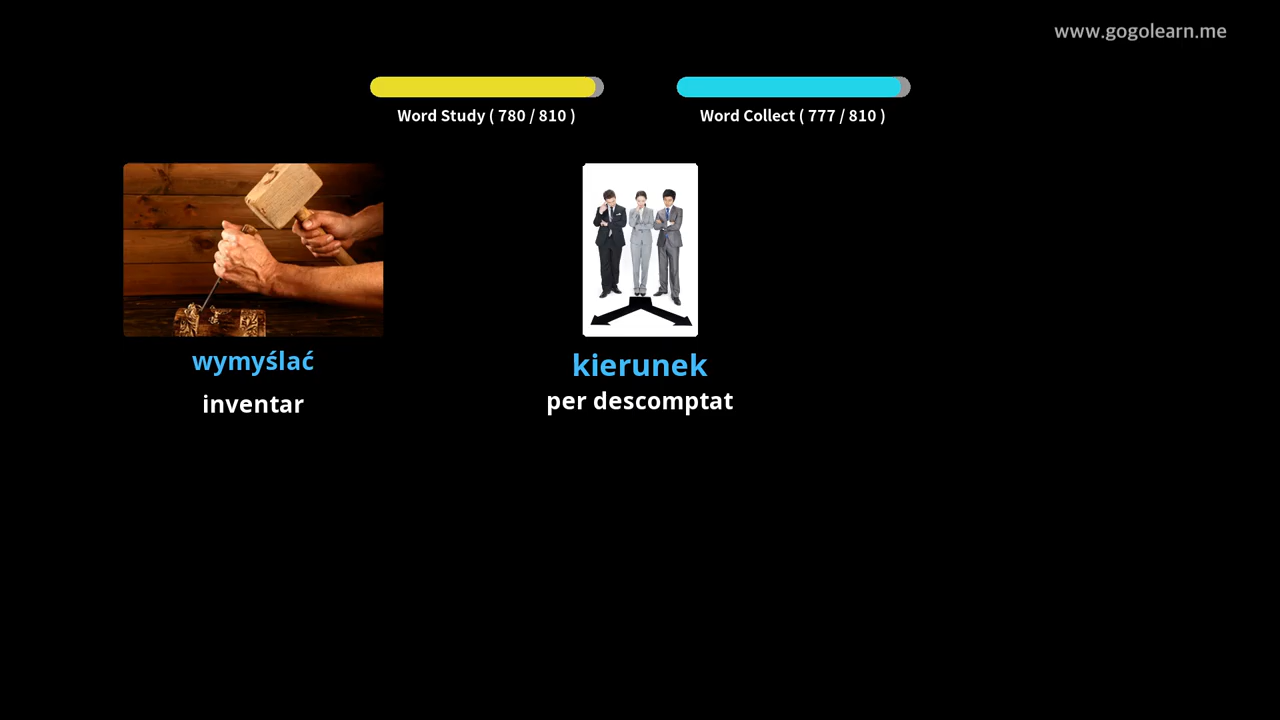 www.gogolearn.me
Word Study ( 780 / 810 )
Word Collect ( 777 / 810 )
wymyślać
inventar
kierunek
per descomptat